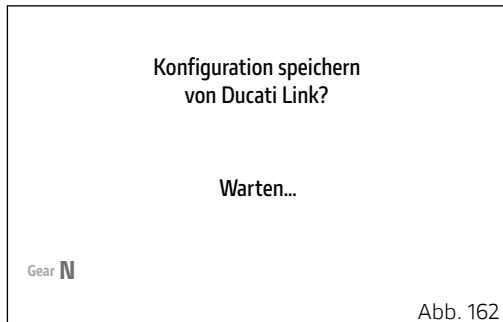 Konfiguration speichern
von Ducati Link?
Warten...
Gear N
Abb. 162